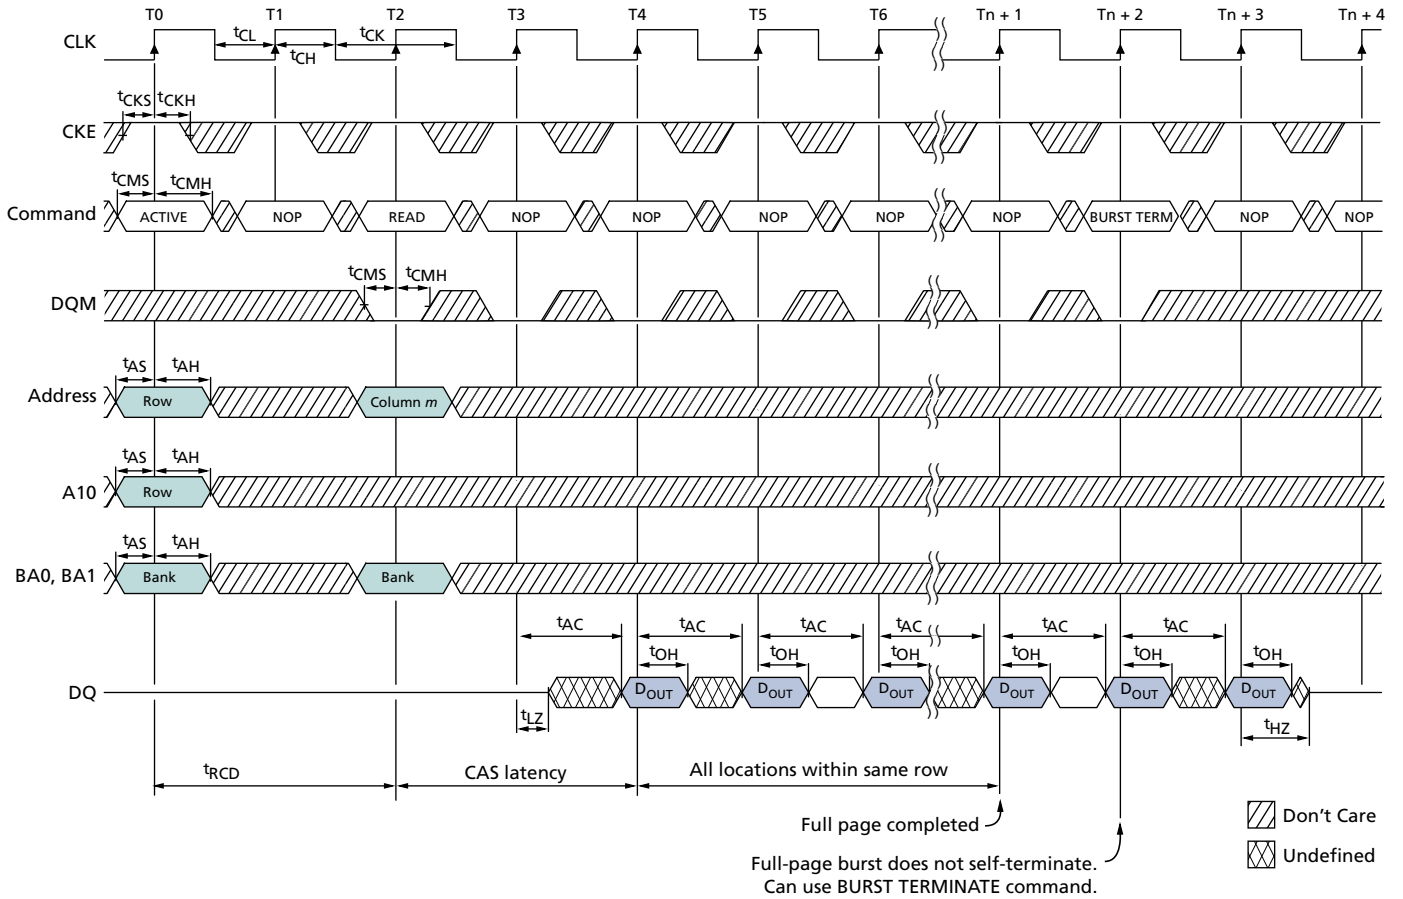 T0 T1 T2 T3 T4 T5 T6 Tn + 1 Tn + 2 Tn + 3 Tn + 4
CLK
tCL tCK
tCH
tCKS tCKH
CKE
tCMS tCMH
Command ACTIVE NOP READ NOP NOP NOP NOP NOP BURST TERM NOP NOP
tCMS tCMH
DQM
tAS tAH
Address Row Column m
tAS tAH
A10 Row
tAS tAH
BA0, BA1 Bank Bank
tAC tAC tAC tAC tAC tAC
tOH tOH tOH tOH tOH tOH
DQ DOUT DOUT DOUT DOUT DOUT DOUT
tLZ tHZ
tRCD CAS latency All locations within same row
Full page completed
Full-page burst does not self-terminate.
Can use BURST TERMINATE command.
Don't Care
Undefined